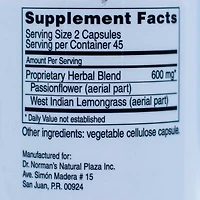 Supplement Facts
Serving Size 2 Capsules
Serving per Container 45
Amount Per Serving
Proprietary Herbal Blend 600 mg*
Passionflower (aerial part)
West Indian Lemongrass (aerial part)
* Daily Value not established
Other ingredients: vegetable cellulose capsule.
Manufactured for:
Dr. Norman's Natural Plaza Inc.
Ave. Simón Madera # 15
San Juan, P.R. 00924